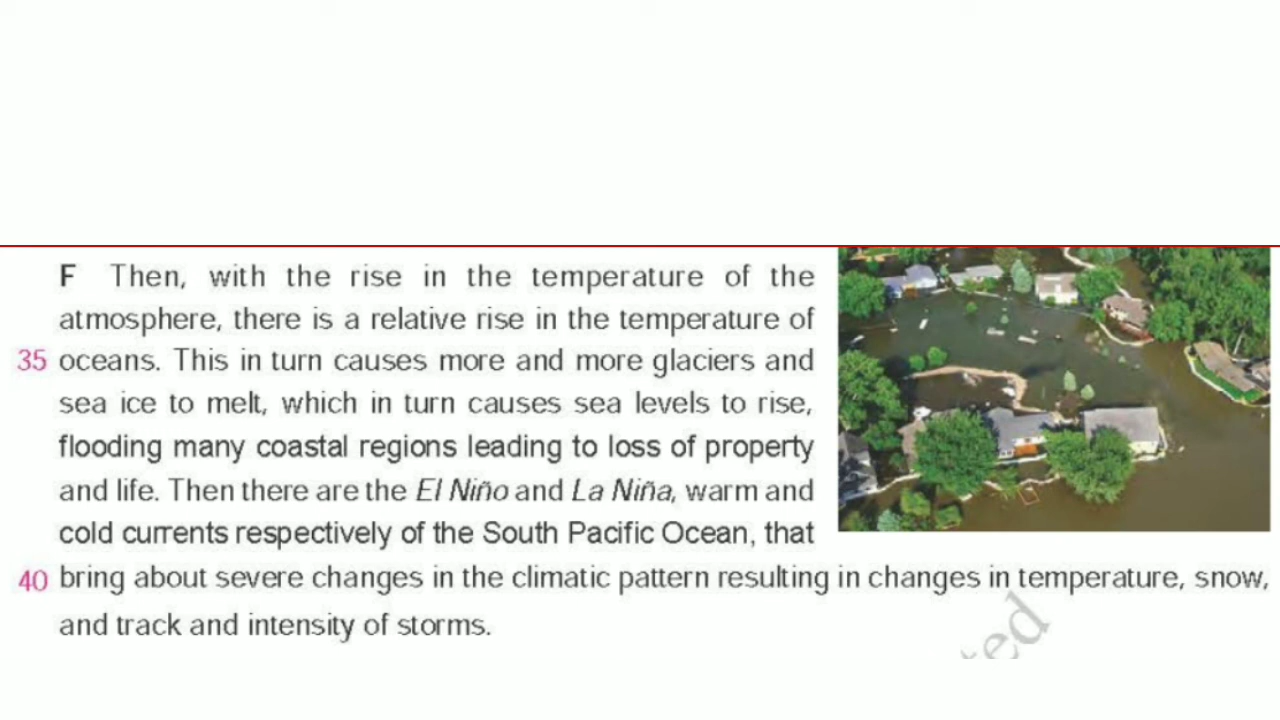 F Then, with the rise in the temperature of the
atmosphere, there is a relative rise in the temperature of
35 oceans. This in turn causes more and more glaciers and
sea ice to melt, which in turn causes sea levels to rise,
flooding many coastal regions leading to loss of property
and life. Then there are the El Niño and La Niña, warm and
cold currents respectively of the South Pacific Ocean, that
40 bring about severe changes in the climatic pattern resulting in changes in temperature, snow,
and track and intensity of storms.